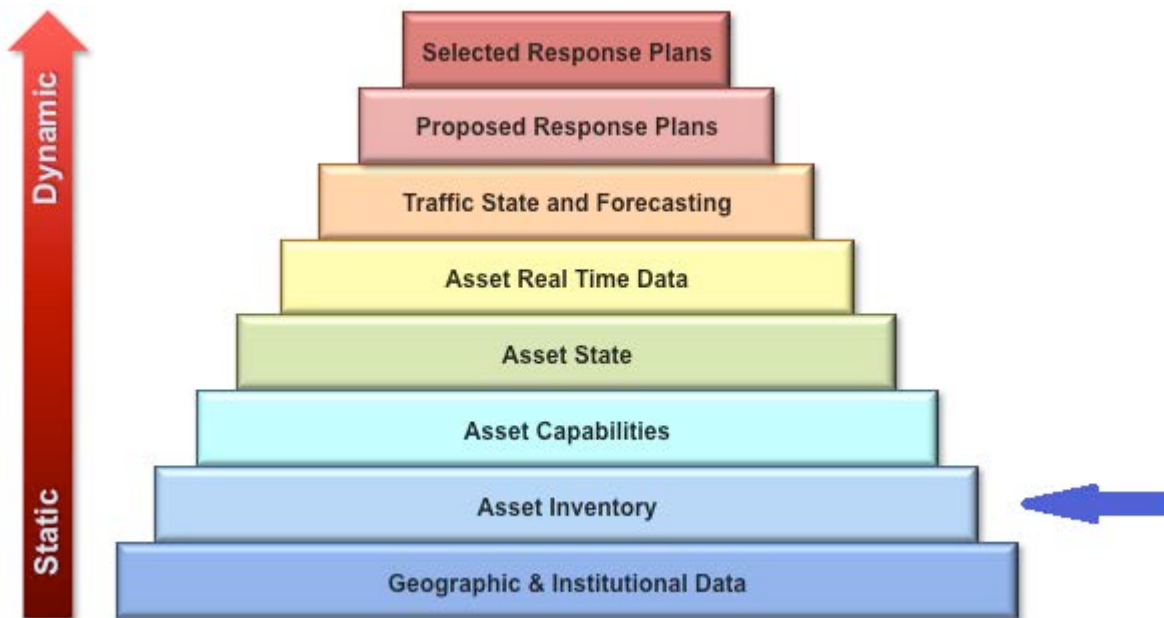 Dynamic
Static
Selected Response Plans
Proposed Response Plans
Traffic State and Forecasting
Asset Real Time Data
Asset State
Asset Capabilities
Asset Inventory
Geographic & Institutional Data